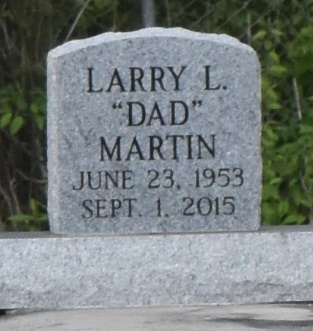 LARRY L.
“DAD”
MARTIN
JUNE 23, 1953
SEPT. 1, 2015